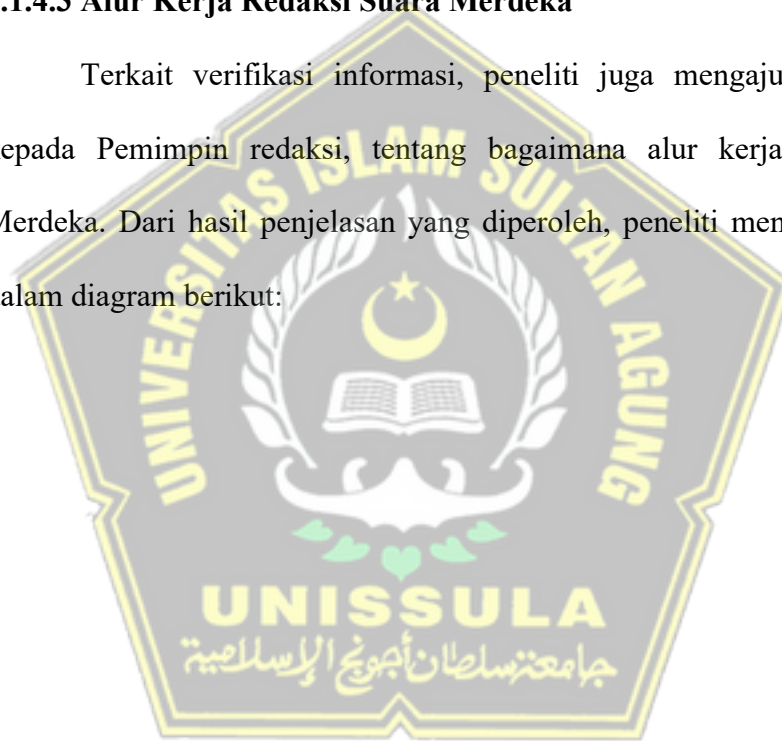 .1.4.3 Alur Kerja Redaksi Suara Merdeka
Terkait verifikasi informasi, peneliti juga mengaju
kepada Pemimpin redaksi, tentang bagaimana alur kerja
Merdeka. Dari hasil penjelasan yang diperoleh, peneliti men
dalam diagram berikut:
UNIVERSITAS ISLAM SULTAN AGUNG
UNISSULA
جامعة سلطان أجونج الإسلامية